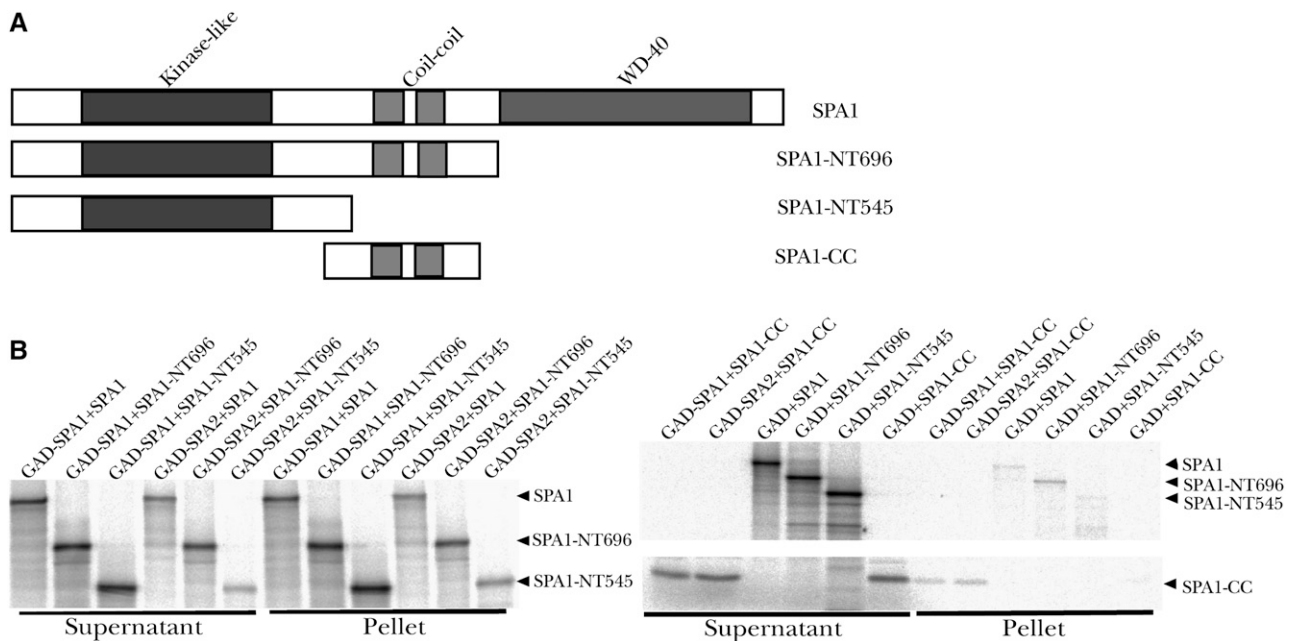 A
Kinase-like
Coil-coil
WD-40
SPA1
SPA1-NT696
SPA1-NT545
SPA1-CC
B
GAD-SPA1+SPA1
GAD-SPA1+SPA1-NT696
GAD-SPA1+SPA1-NT545
GAD-SPA2+SPA1
GAD-SPA2+SPA1-NT696
GAD-SPA2+SPA1-NT545
GAD-SPA1+SPA1
GAD-SPA1+SPA1-NT696
GAD-SPA1+SPA1-NT545
GAD-SPA2+SPA1
GAD-SPA2+SPA1-NT696
GAD-SPA2+SPA1-NT545
SPA1
SPA1-NT696
SPA1-NT545
Supernatant
Pellet
GAD-SPA1+SPA1-CC
GAD-SPA2+SPA1-CC
GAD+SPA1
GAD+SPA1-NT696
GAD+SPA1-NT545
GAD+SPA1-CC
GAD-SPA1+SPA1-CC
GAD-SPA2+SPA1-CC
GAD+SPA1
GAD+SPA1-NT696
GAD+SPA1-NT545
GAD+SPA1-CC
SPA1
SPA1-NT696
SPA1-NT545
SPA1-CC
Supernatant
Pellet